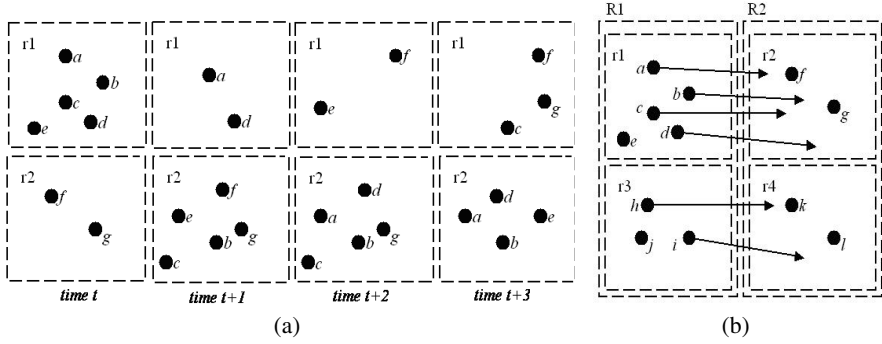 R1
R2
r1
a
b
c
d
e
r1
a
d
r1
f
e
r1
f
g
c
r1
a
b
c
d
e
r2
f
g
r2
f
g
r2
f
e
g
b
c
r2
d
a
g
b
c
r2
d
a
e
b
r3
h
j
i
r4
k
l
time t
time t+1
time t+2
time t+3
(a)
(b)